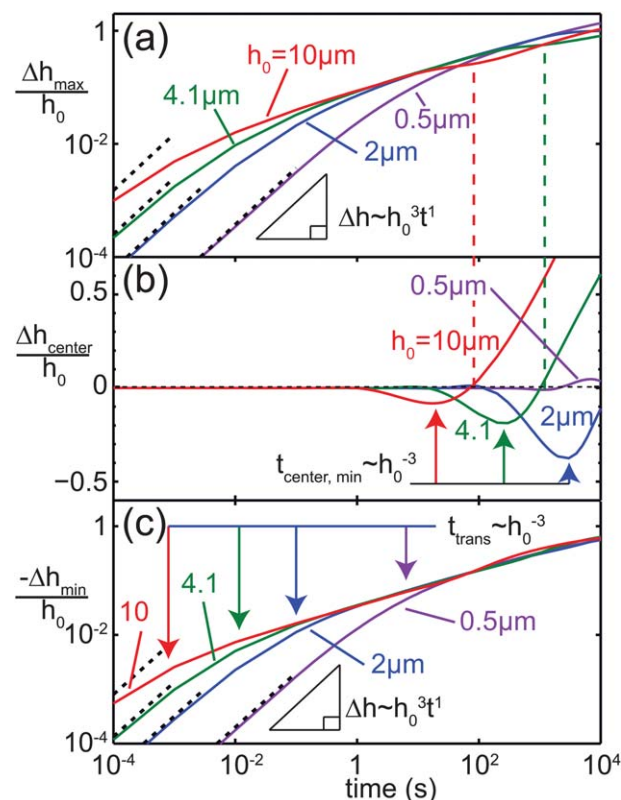 (a)
1
Δh_max/h_0
h_0=10μm
4.1μm
0.5μm
2μm
10^-2
Δh~h_0^3t^1
10^-4
(b)
0.5
0.5μm
Δh_center/h_0
h_0=10μm
0
2μm
4.1
t_center, min~h_0^-3
−0.5
(c)
1
t_trans~h_0^-3
-Δh_min/h_0
10
4.1
0.5μm
10^-2
2μm
Δh~h_0^3t^1
10^-4
10^-4 10^-2 1 10^2 10^4
time (s)